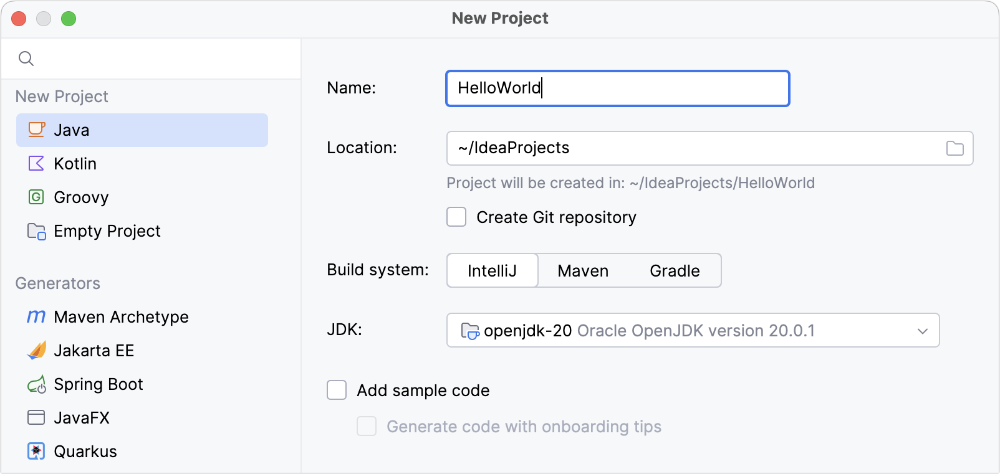 New Project
New Project
Java
Kotlin
Groovy
Empty Project
Generators
Maven Archetype
Jakarta EE
Spring Boot
JavaFX
Quarkus
Name: HelloWorld
Location: ~/IdeaProjects
Project will be created in: ~/IdeaProjects/HelloWorld
Create Git repository
Build system: IntelliJ Maven Gradle
JDK: openjdk-20 Oracle OpenJDK version 20.0.1
Add sample code
Generate code with onboarding tips